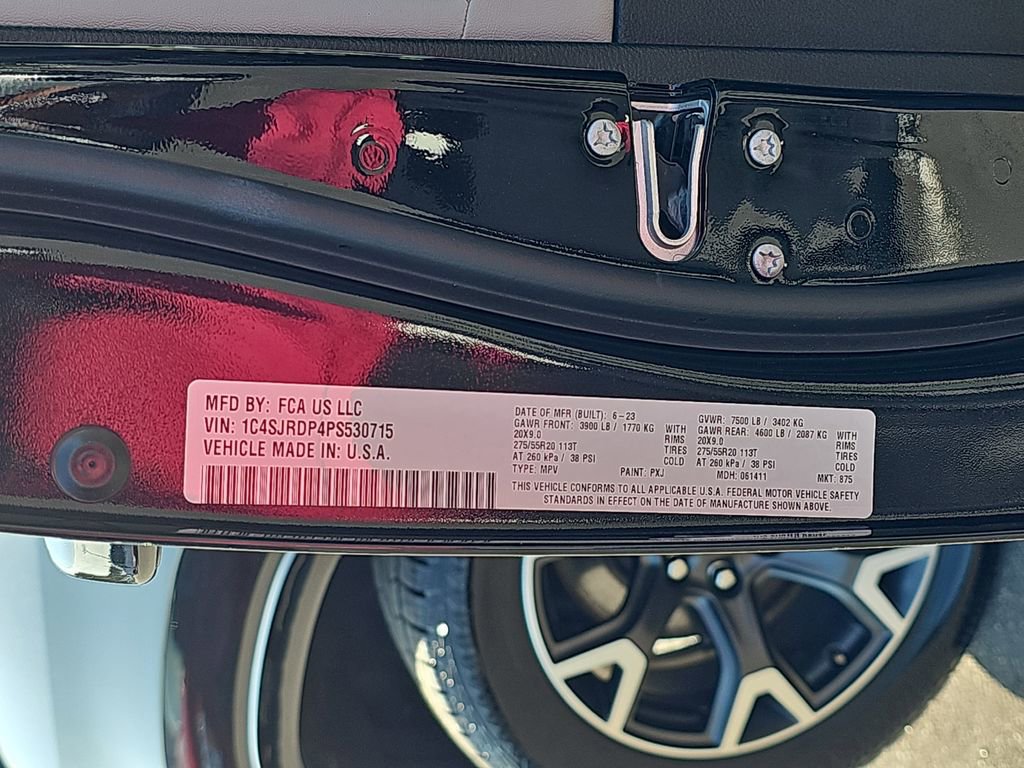 MFD BY: FCA US LLC
VIN: 1C4SJRDP4PS530715
VEHICLE MADE IN: U.S.A.
DATE OF MFR (BUILT): 6-23
GAWR FRONT: 3900 LB / 1770 KG WITH
20X9.0 RIMS
275/55R20 113T TIRES
AT 260 kPa / 38 PSI COLD
TYPE: MPV PAINT: PXJ
GVWR: 7500 LB / 3402 KG
GAWR REAR: 4600 LB / 2087 KG WITH
20X9.0 RIMS
275/55R20 113T TIRES
AT 260 kPa / 38 PSI COLD
MDH: 061411 MKT: 875
THIS VEHICLE CONFORMS TO ALL APPLICABLE U.S.A. FEDERAL MOTOR VEHICLE SAFETY
STANDARDS IN EFFECT ON THE DATE OF MANUFACTURE SHOWN ABOVE.